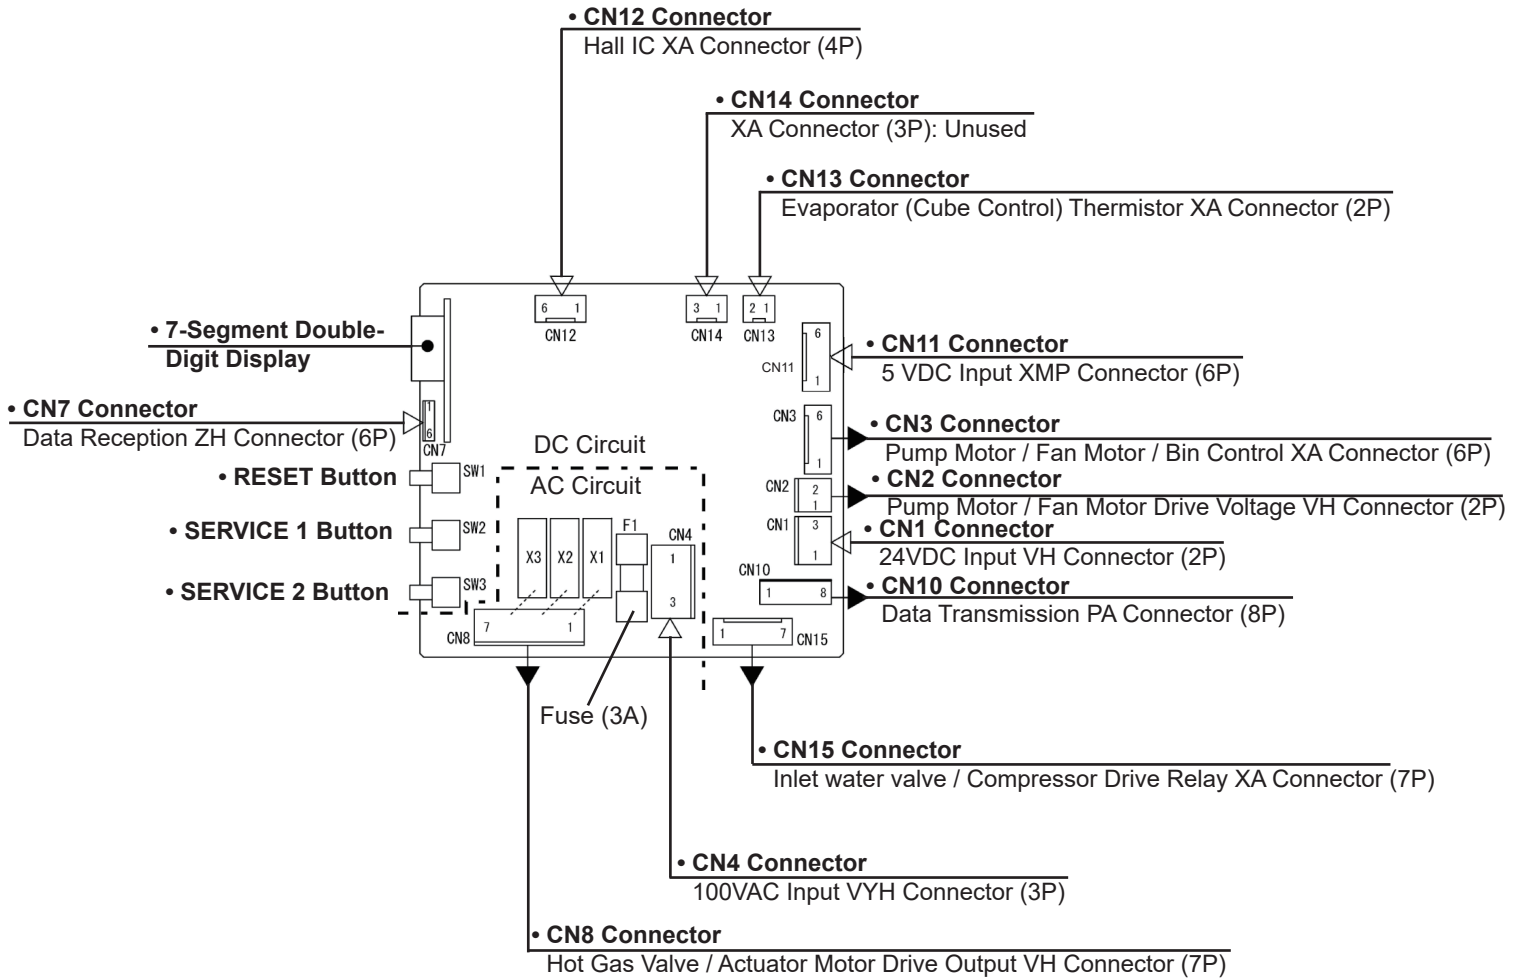 • CN12 Connector
Hall IC XA Connector (4P)
• CN14 Connector
XA Connector (3P): Unused
• CN13 Connector
Evaporator (Cube Control) Thermistor XA Connector (2P)
6 1
CN12
3 1
CN14
2 1
CN13
• 7-Segment Double-
Digit Display
6
CN11
1
• CN11 Connector
5 VDC Input XMP Connector (6P)
• CN7 Connector
Data Reception ZH Connector (6P)
1
6
CN7
CN3
6
1
• CN3 Connector
Pump Motor / Fan Motor / Bin Control XA Connector (6P)
DC Circuit
AC Circuit
• RESET Button
SW1
CN2
2
1
• CN2 Connector
Pump Motor / Fan Motor Drive Voltage VH Connector (2P)
• SERVICE 1 Button
SW2
CN1
3
1
• CN1 Connector
24VDC Input VH Connector (2P)
X3 X2 X1
F1
CN4
1
3
• SERVICE 2 Button
SW3
CN10
1 8
• CN10 Connector
Data Transmission PA Connector (8P)
CN8
7 1
1 7
CN15
Fuse (3A)
• CN15 Connector
Inlet water valve / Compressor Drive Relay XA Connector (7P)
• CN4 Connector
100VAC Input VYH Connector (3P)
• CN8 Connector
Hot Gas Valve / Actuator Motor Drive Output VH Connector (7P)